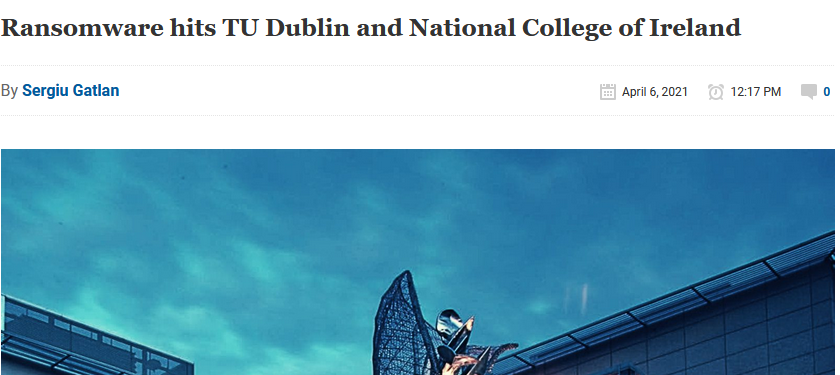 Ransomware hits TU Dublin and National College of Ireland
By Sergiu Gatlan April 6, 2021 12:17 PM 0